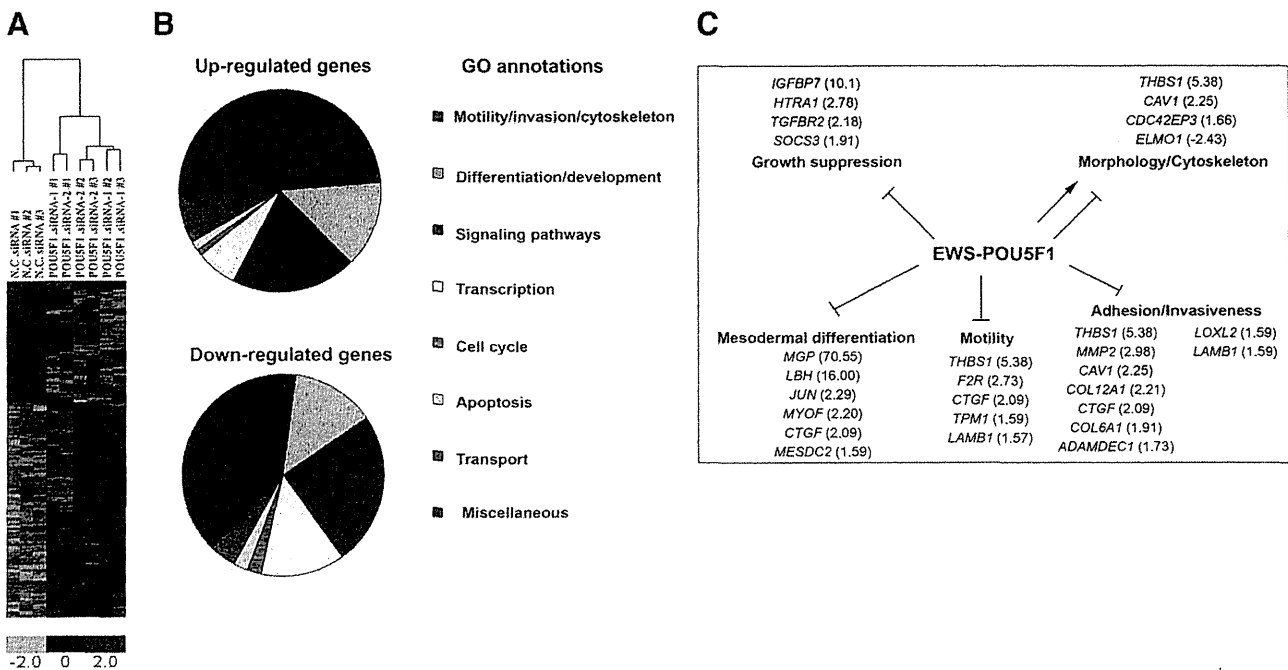 A
N.C.siRNA #1
N.C.siRNA #2
N.C.siRNA #3
POU5F1.siRNA-1 #1
POU5F1.siRNA-2 #1
POU5F1.siRNA-2 #2
POU5F1.siRNA-2 #3
POU5F1.siRNA-1 #2
POU5F1.siRNA-1 #3
-2.0 0 2.0
B
Up-regulated genes
Down-regulated genes
GO annotations
Motility/invasion/cytoskeleton
Differentiation/development
Signaling pathways
Transcription
Cell cycle
Apoptosis
Transport
Miscellaneous
C
IGFBP7 (10.1)
HTRA1 (2.78)
TGFBR2 (2.18)
SOCS3 (1.91)
Growth suppression
THBS1 (5.38)
CAV1 (2.25)
CDC42EP3 (1.66)
ELMO1 (-2.43)
Morphology/Cytoskeleton
EWS-POU5F1
Mesodermal differentiation
MGP (70.55)
LBH (16.00)
JUN (2.29)
MYOF (2.20)
CTGF (2.09)
MESDC2 (1.59)
Motility
THBS1 (5.38)
F2R (2.73)
CTGF (2.09)
TPM1 (1.59)
LAMB1 (1.57)
Adhesion/Invasiveness
THBS1 (5.38)
MMP2 (2.98)
CAV1 (2.25)
COL12A1 (2.21)
CTGF (2.09)
COL6A1 (1.91)
ADAMDEC1 (1.73)
LOXL2 (1.59)
LAMB1 (1.59)